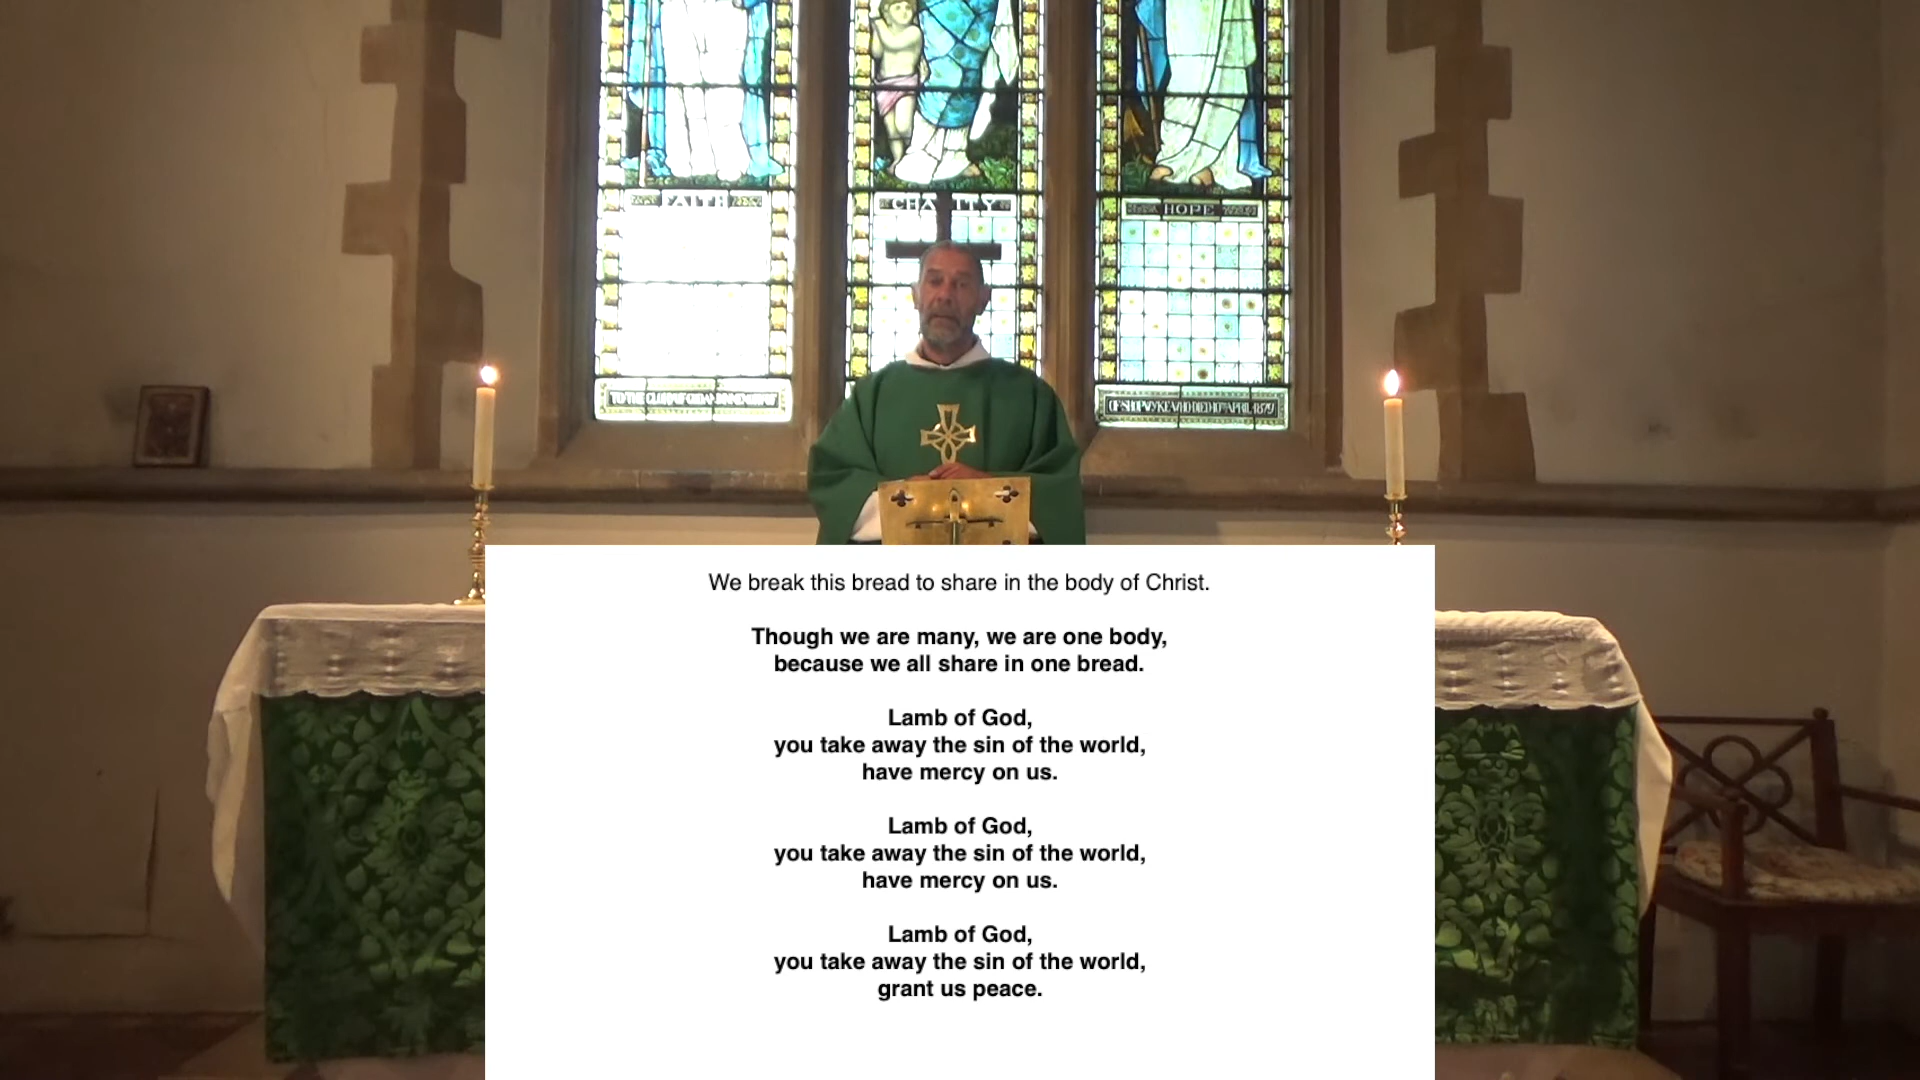 FAITH
CHA ITY
HOPE
We break this bread to share in the body of Christ.
Though we are many, we are one body,
because we all share in one bread.
Lamb of God,
you take away the sin of the world,
have mercy on us.
Lamb of God,
you take away the sin of the world,
have mercy on us.
Lamb of God,
you take away the sin of the world,
grant us peace.